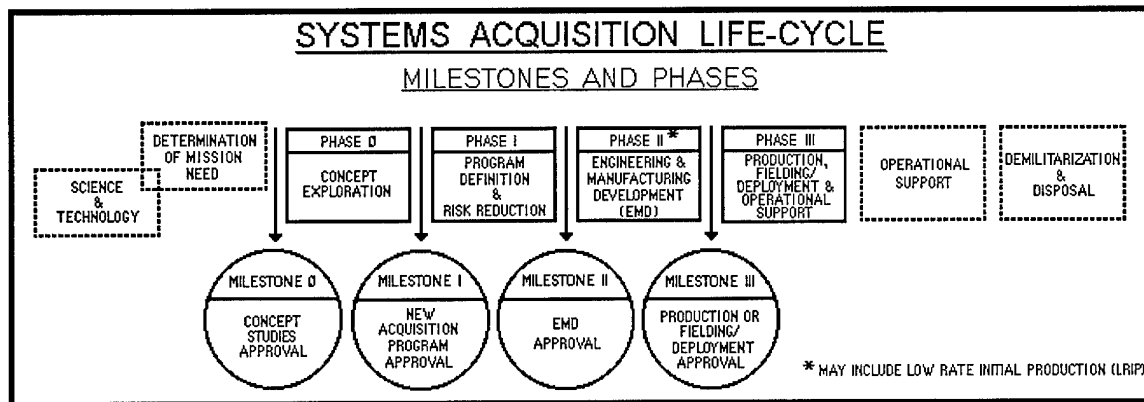 SYSTEMS ACQUISITION LIFE-CYCLE
MILESTONES AND PHASES
SCIENCE
&
TECHNOLOGY
DETERMINATION
OF MISSION
NEED
PHASE Ø
CONCEPT
EXPLORATION
PHASE I
PROGRAM
DEFINITION
&
RISK REDUCTION
PHASE II *
ENGINEERING &
MANUFACTURING
DEVELOPMENT
(EMD)
PHASE III
PRODUCTION,
FIELDING/
DEPLOYMENT &
OPERATIONAL
SUPPORT
OPERATIONAL
SUPPORT
DEMILITARIZATION
&
DISPOSAL
MILESTONE Ø
CONCEPT
STUDIES
APPROVAL
MILESTONE I
NEW
ACQUISITION
PROGRAM
APPROVAL
MILESTONE II
EMD
APPROVAL
MILESTONE III
PRODUCTION OR
FIELDING/
DEPLOYMENT
APPROVAL
* MAY INCLUDE LOW RATE INITIAL PRODUCTION (LRIP)